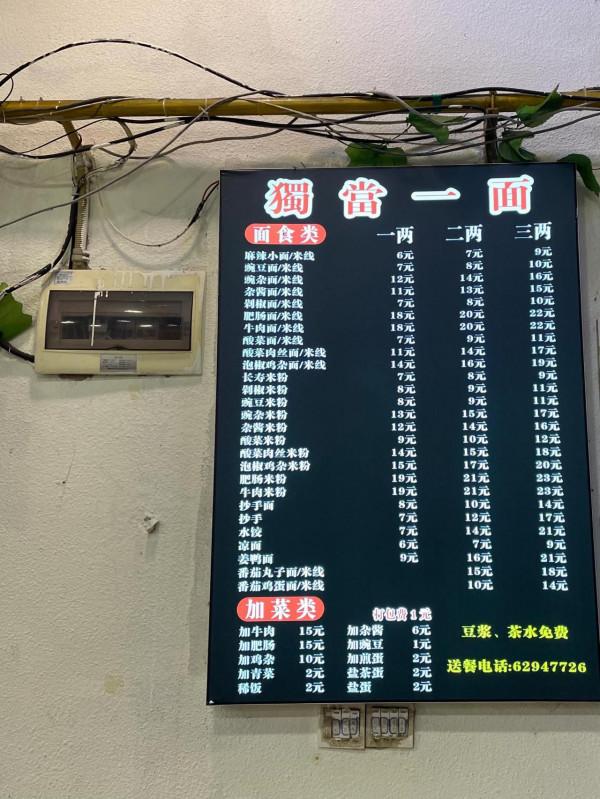 獨當一面
面食类 一两 二两 三两
麻辣小面/米线 6元 7元 9元
豌豆面/米线 7元 8元 10元
豌杂面/米线 12元 14元 16元
杂酱面/米线 11元 13元 15元
剁椒面/米线 7元 8元 10元
肥肠面/米线 18元 20元 22元
牛肉面/米线 18元 20元 22元
酸菜面/米线 7元 9元 11元
酸菜肉丝面/米线 11元 14元 17元
泡椒鸡杂面/米线 14元 16元 19元
长寿米粉 7元 8元 9元
剁椒米粉 8元 9元 11元
豌豆米粉 8元 9元 11元
豌杂米粉 13元 15元 17元
杂酱米粉 12元 14元 16元
酸菜米粉 9元 10元 12元
酸菜肉丝米粉 14元 15元 18元
泡椒鸡杂米粉 15元 17元 20元
肥肠米粉 19元 21元 23元
牛肉米粉 19元 21元 23元
抄手面 8元 10元 14元
抄手 7元 12元 17元
水饺 7元 14元 21元
凉面 6元 7元 9元
姜鸭面 9元 16元 21元
番茄丸子面/米线 15元 18元
番茄鸡蛋面/米线 10元 14元
加菜类 打包费1元
加牛肉 15元 加杂酱 6元
加肥肠 15元 加豌豆 1元
加鸡杂 10元 加煎蛋 2元
加青菜 2元 盐茶蛋 2元
稀饭 2元 盐蛋 2元
豆浆、茶水免费
送餐电话:62947726